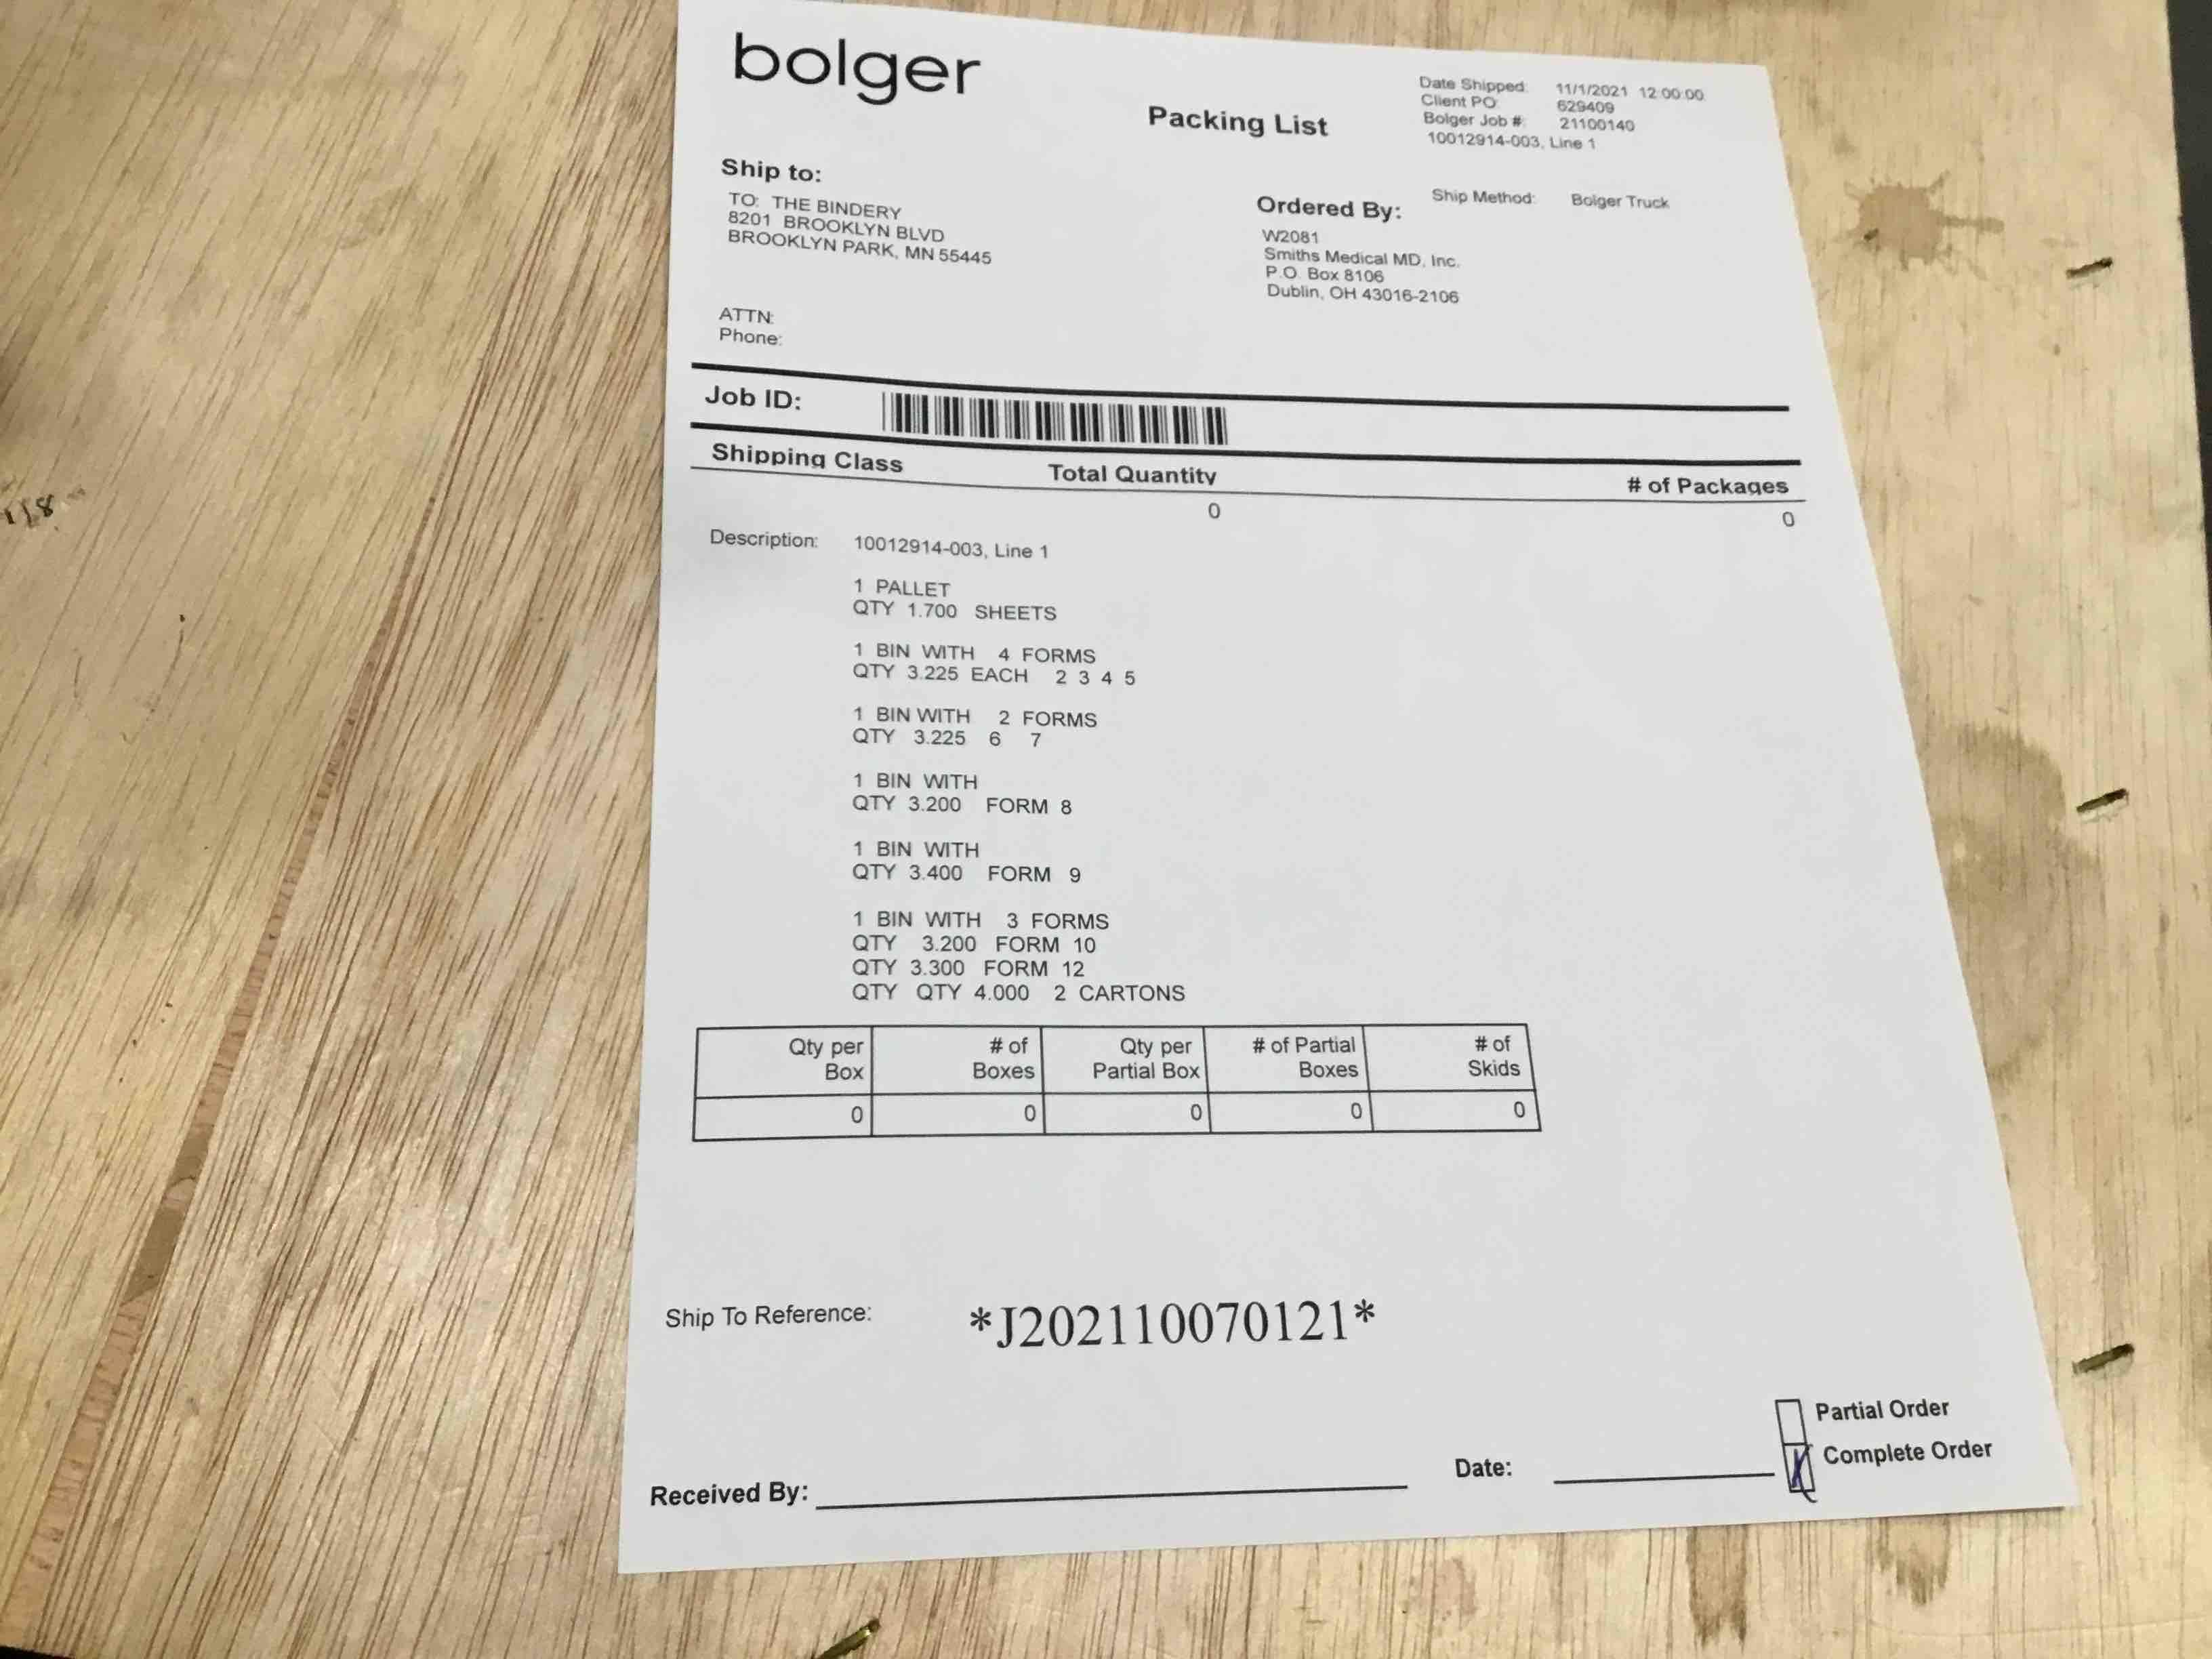 bolger
Packing List
Date Shipped: 11/1/2021 12:00:00
Client PO: 629409
Bolger Job #: 21100140
10012914-003, Line 1
Ship to:
TO: THE BINDERY
8201 BROOKLYN BLVD
BROOKLYN PARK, MN 55445
Ordered By:
W2081
Smiths Medical MD, Inc.
P.O. Box 8106
Dublin, OH 43016-2106
Ship Method: Bolger Truck
ATTN:
Phone:
Job ID:
Shipping Class Total Quantity # of Packages
0 0
Description: 10012914-003, Line 1
1 PALLET
QTY 1.700 SHEETS
1 BIN WITH 4 FORMS
QTY 3.225 EACH 2 3 4 5
1 BIN WITH 2 FORMS
QTY 3.225 6 7
1 BIN WITH
QTY 3.200 FORM 8
1 BIN WITH
QTY 3.400 FORM 9
1 BIN WITH 3 FORMS
QTY 3.200 FORM 10
QTY 3.300 FORM 12
QTY QTY 4.000 2 CARTONS
Qty per Box # of Boxes Qty per Partial Box # of Partial Boxes # of Skids
0 0 0 0 0
Ship To Reference: *J202110070121*
Partial Order
Complete Order
Received By: Date: